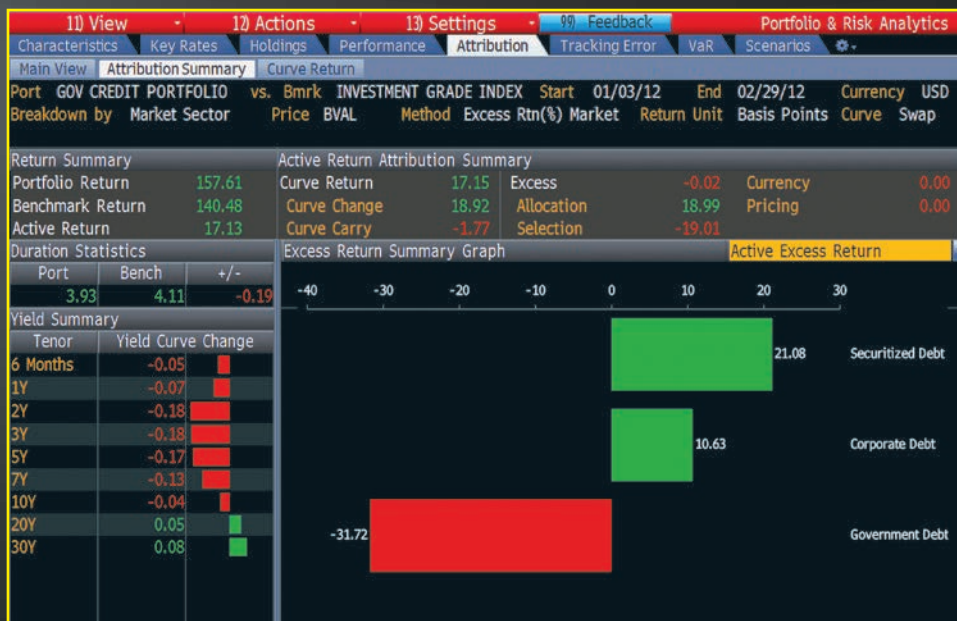 11) View 12) Actions 13) Settings 99) Feedback Portfolio & Risk Analytics
Characteristics Key Rates Holdings Performance Attribution Tracking Error VaR Scenarios
Main View Attribution Summary Curve Return
Port GOV CREDIT PORTFOLIO vs. Bmrk INVESTMENT GRADE INDEX Start 01/03/12 End 02/29/12 Currency USD
Breakdown by Market Sector Price BVAL Method Excess Rtn(%) Market Return Unit Basis Points Curve Swap
Return Summary
Portfolio Return 157.61
Benchmark Return 140.48
Active Return 17.13
Active Return Attribution Summary
Curve Return 17.15 Excess -0.02 Currency 0.00
Curve Change 18.92 Allocation 18.99 Pricing 0.00
Curve Carry -1.77 Selection -19.01
Duration Statistics
Port Bench +/-
3.93 4.11 -0.19
Yield Summary
Tenor Yield Curve Change
6 Months -0.05
1Y -0.07
2Y -0.18
3Y -0.18
5Y -0.17
7Y -0.13
10Y -0.04
20Y 0.05
30Y 0.08
Excess Return Summary Graph Active Excess Return
-40 -30 -20 -10 0 10 20 30
21.08 Securitized Debt
10.63 Corporate Debt
-31.72 Government Debt